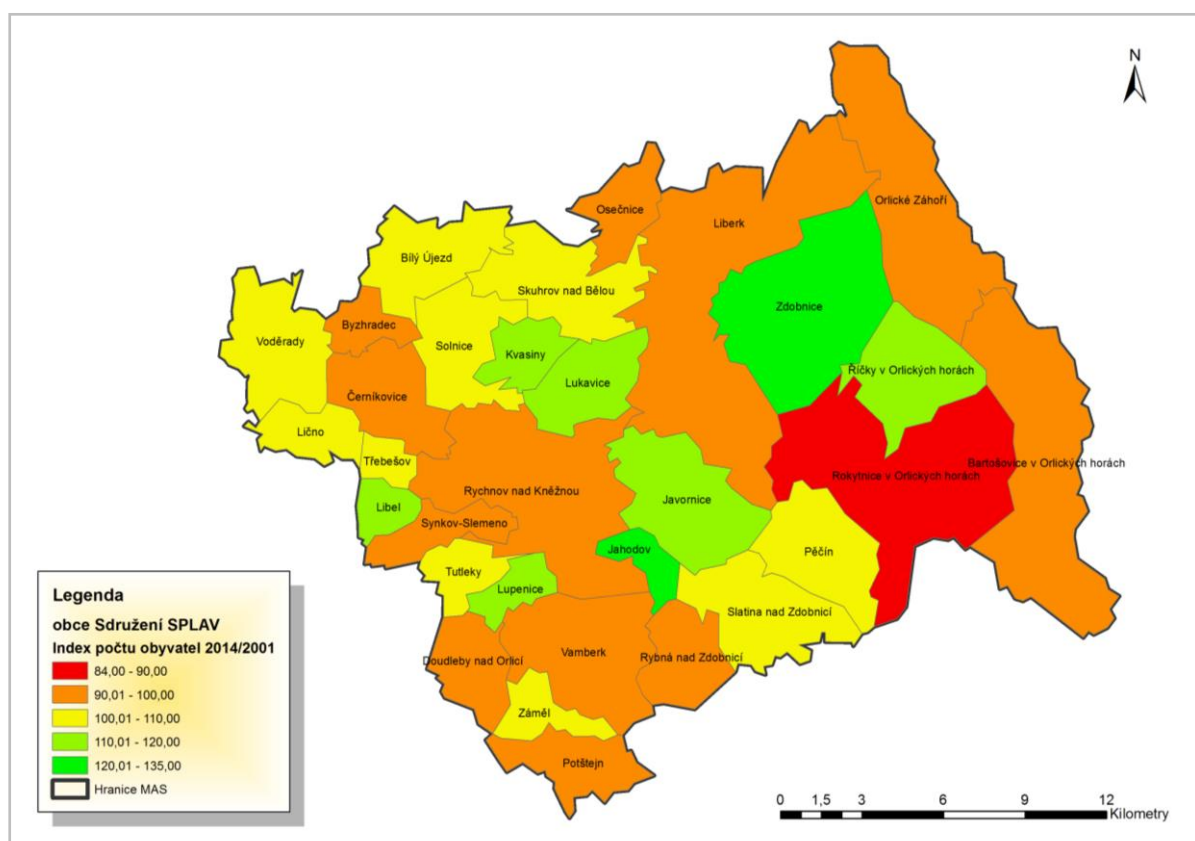 N
Orlické Záhoří
Osečnice
Liberk
Bílý Újezd
Skuhrov nad Bělou
Zdobnice
Byzhradec
Voděrady
Solnice
Kvasiny
Říčky v Orlických horách
Lukavice
Černíkovice
Lično
Třebešov
Bartošovice v Orlických horách
Rychnov nad Kněžnou
Rokytnice v Orlických horách
Javornice
Libel
Synkov-Slemeno
Jahodov
Pěčín
Tutleky
Lupenice
Slatina nad Zdobnicí
Vamberk
Doudleby nad Orlicí
Rybná nad Zdobnicí
Záměl
Potštejn
Legenda
obce Sdružení SPLAV
Index počtu obyvatel 2014/2001
84,00 - 90,00
90,01 - 100,00
100,01 - 110,00
110,01 - 120,00
120,01 - 135,00
Hranice MAS
0 1,5 3 6 9 12
Kilometry